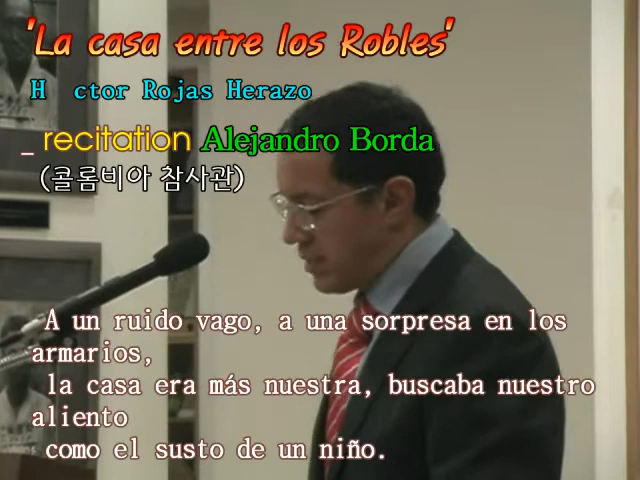 'La casa entre los Robles'
H ctor Rojas Herazo
_ recitation Alejandro Borda
(콜롬비아 참사관)
A un ruido vago, a una sorpresa en los
armarios,
la casa era más nuestra, buscaba nuestro
aliento
como el susto de un niño.